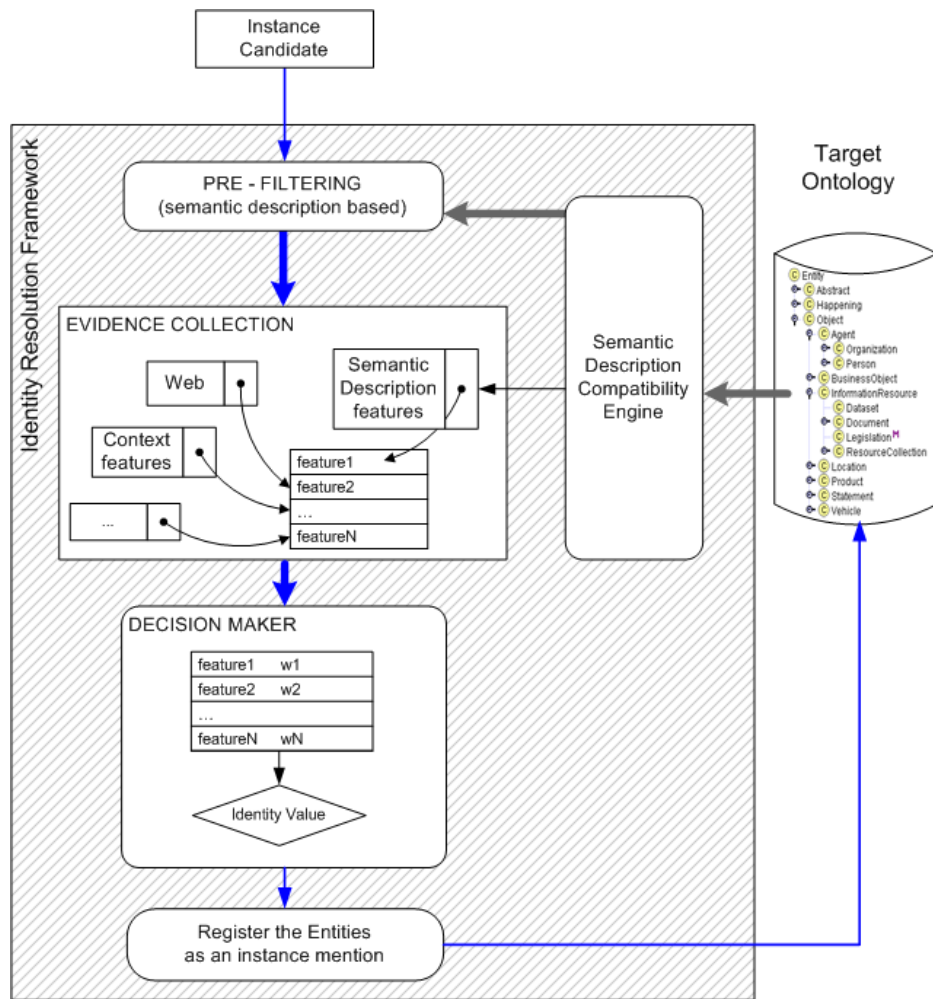 Instance
Candidate
Identity Resolution Framework
PRE - FILTERING
(semantic description based)
Target
Ontology
EVIDENCE COLLECTION
Web
Context
features
...
Semantic
Description
features
feature1
feature2
...
featureN
Semantic
Description
Compatibility
Engine
Entity
Abstract
Happening
Object
Agent
Organization
Person
BusinessObject
InformationResource
Dataset
Document
Legislation M
ResourceCollection
Location
Product
Statement
Vehicle
DECISION MAKER
feature1 w1
feature2 w2
...
featureN wN
Identity Value
Register the Entities
as an instance mention